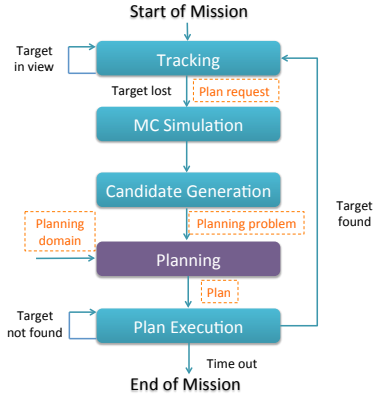 Start of Mission
Target
in view
Tracking
Target lost
Plan request
MC Simulation
Candidate Generation
Planning
domain
Planning problem
Target
found
Planning
Plan
Target
not found
Plan Execution
Time out
End of Mission